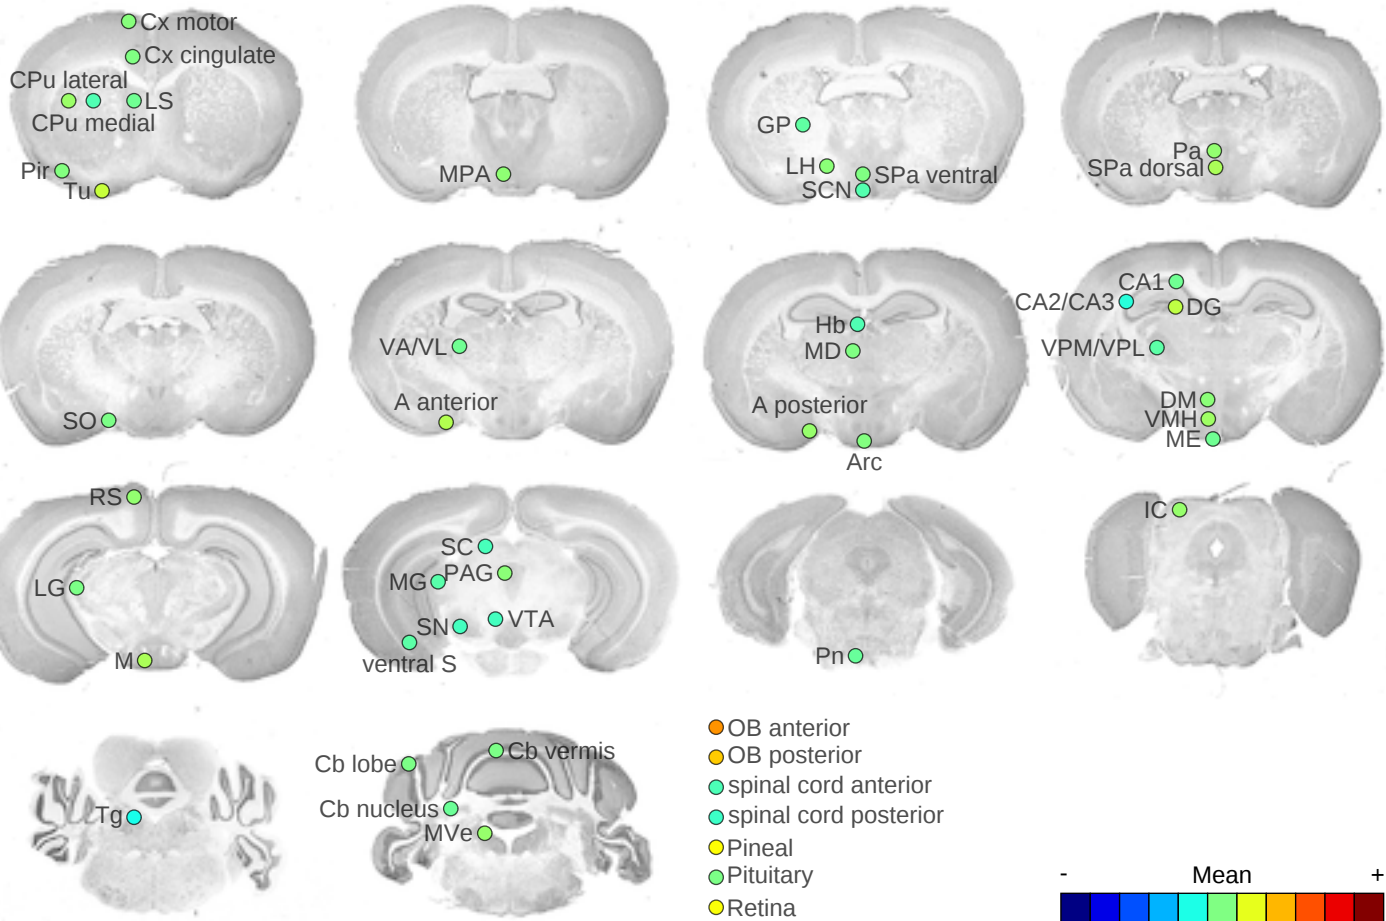 Cx motor
Cx cingulate
CPu lateral
LS
CPu medial
Pir
Tu
MPA
GP
LH
SPa ventral
SCN
Pa
SPa dorsal
SO
VA/VL
A anterior
Hb
MD
A posterior
Arc
CA1
CA2/CA3
DG
VPM/VPL
DM
VMH
ME
RS
LG
M
SC
PAG
MG
VTA
SN
ventral S
Pn
IC
Tg
Cb lobe
Cb vermis
Cb nucleus
MVe
OB anterior
OB posterior
spinal cord anterior
spinal cord posterior
Pineal
Pituitary
Retina
- Mean +